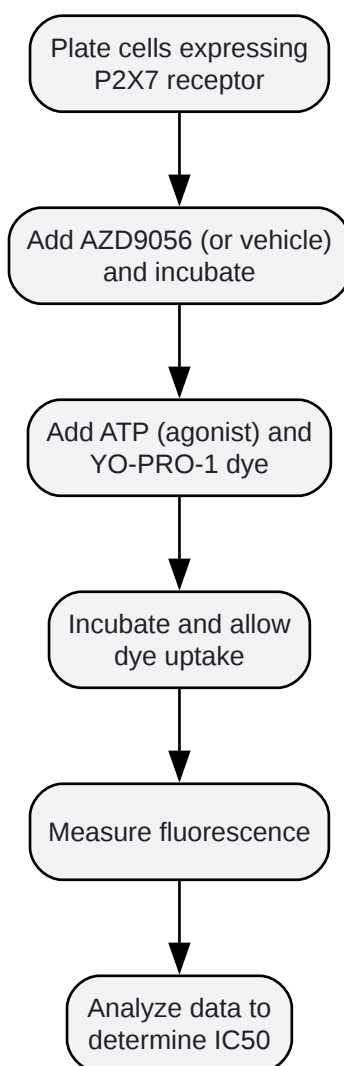 Plate cells expressing
P2X7 receptor
Add AZD9056 (or vehicle)
and incubate
Add ATP (agonist) and
YO-PRO-1 dye
Incubate and allow
dye uptake
Measure fluorescence
Analyze data to
determine IC50